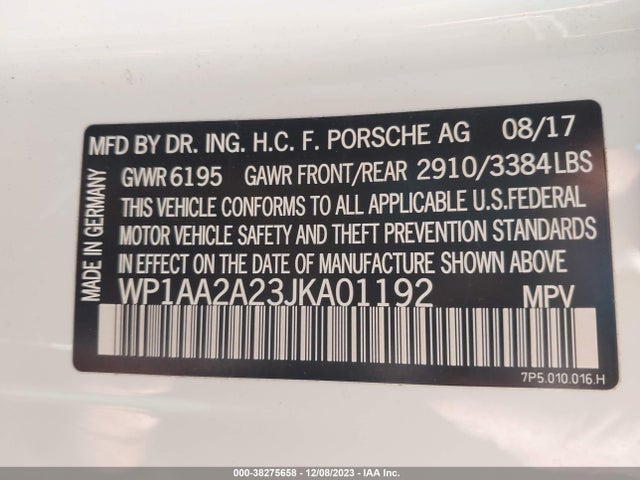 MFD BY DR. ING. H.C. F. PORSCHE AG 08/17
GVWR 6195 GAWR FRONT/REAR 2910/3384 LBS
THIS VEHICLE CONFORMS TO ALL APPLICABLE U.S. FEDERAL
MOTOR VEHICLE SAFETY AND THEFT PREVENTION STANDARDS
IN EFFECT ON THE DATE OF MANUFACTURE SHOWN ABOVE
WP1AA2A23JKA01192 MPV
MADE IN GERMANY
7P5.010.016.H
000-38275658 | 12/08/2023 - IAA Inc.